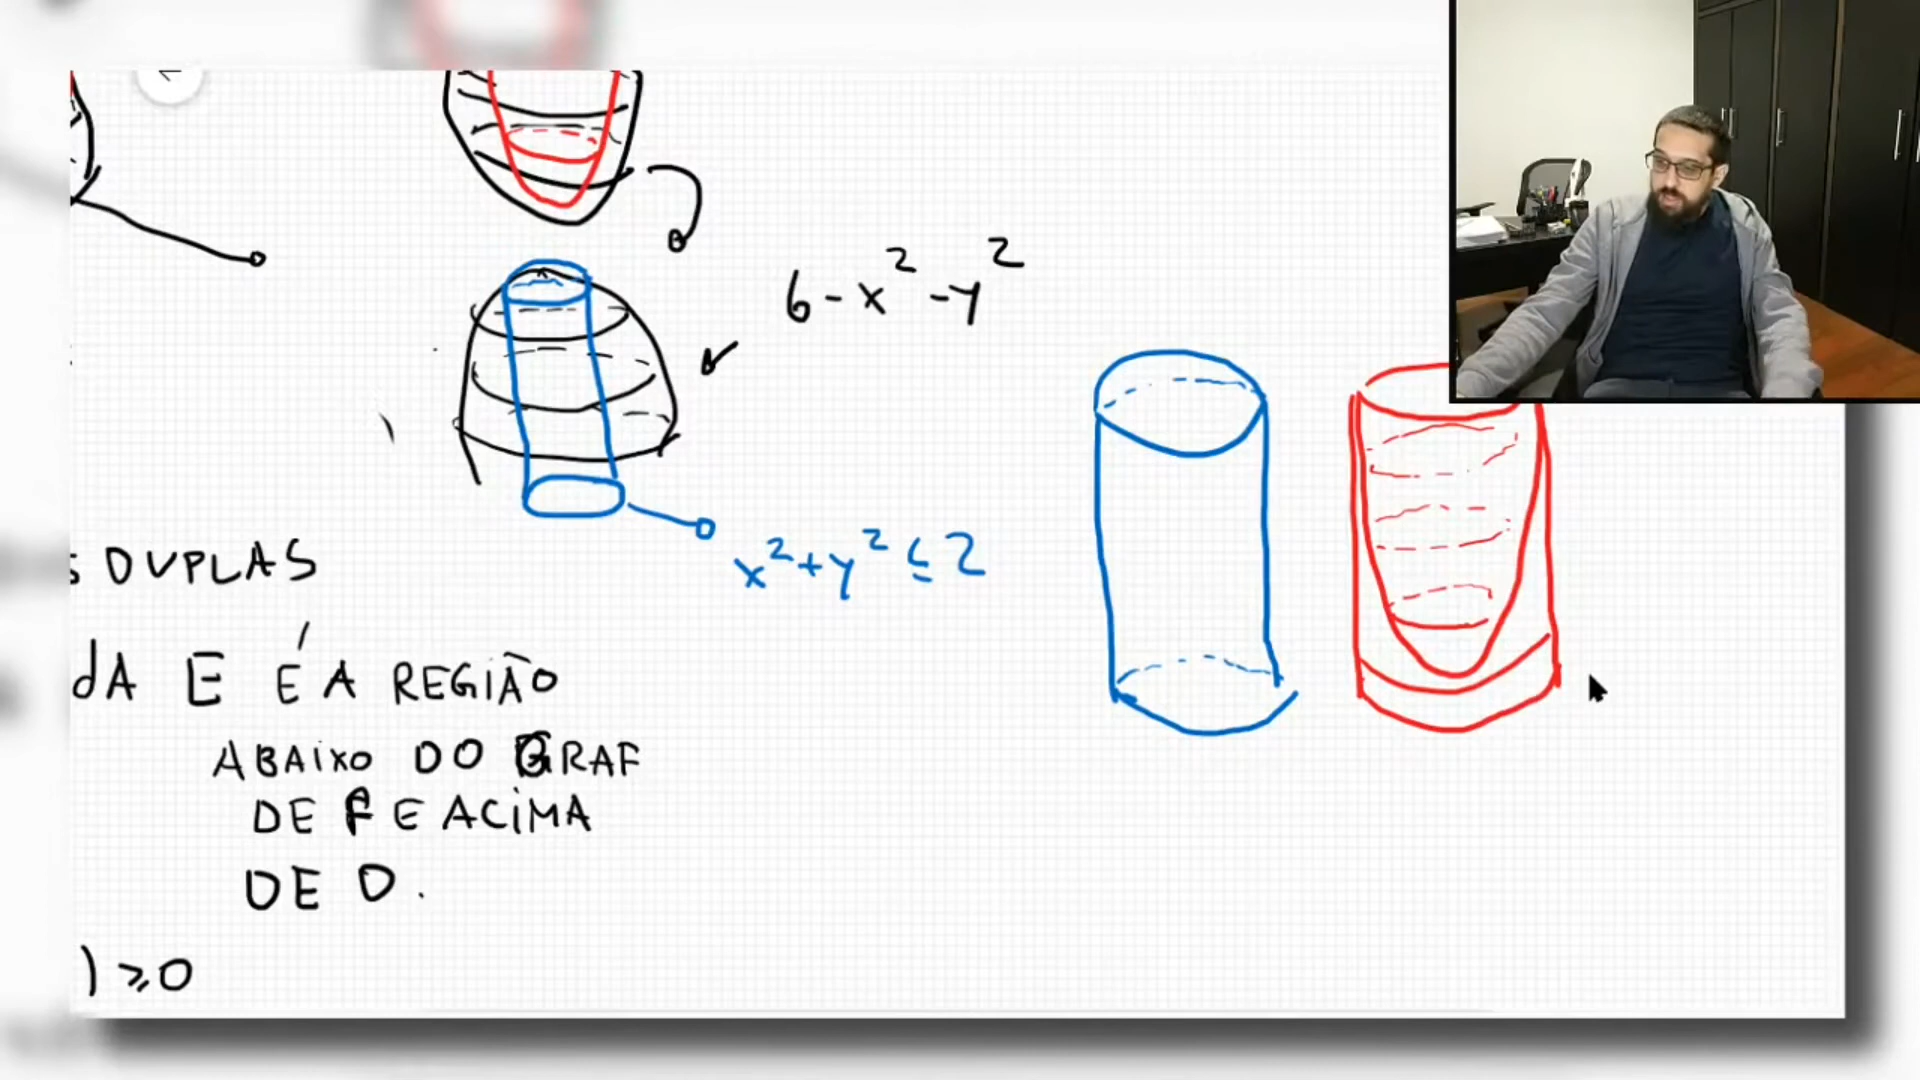 6-x²-y²
x²+y² ≤ 2
S DUPLAS
dA E É A REGIÃO
ABAIXO DO GRAF
DE F E ACIMA
DE D.
) ≥ 0